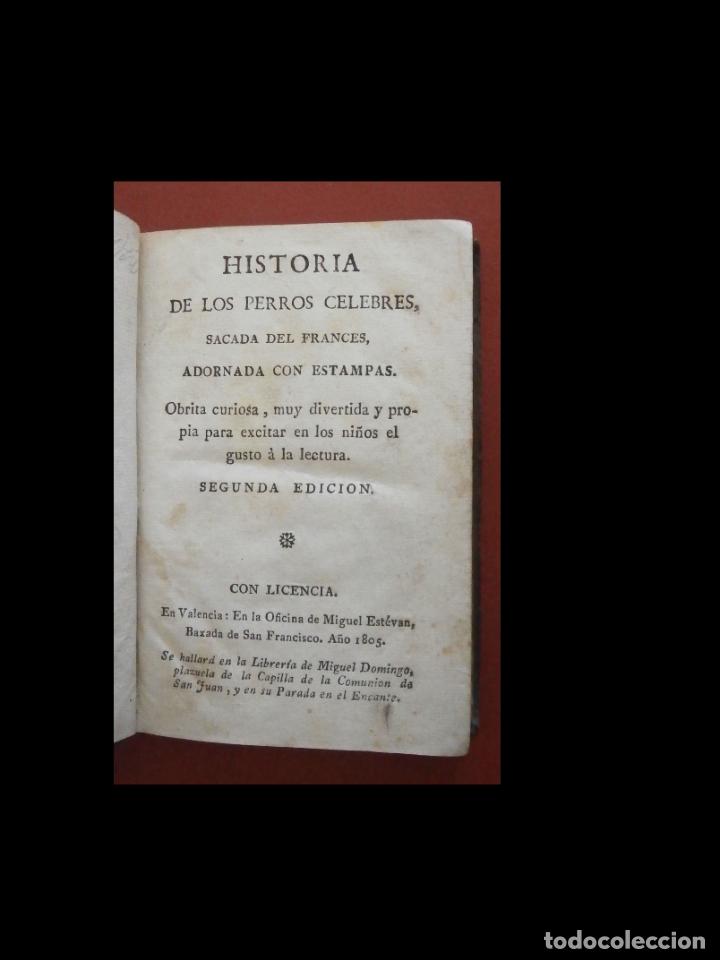 HISTORIA
DE LOS PERROS CELEBRES,
SACADA DEL FRANCES,
ADORNADA CON ESTAMPAS.
Obrita curiosa, muy divertida y pro-
pia para excitar en los niños el
gusto à la lectura.
SEGUNDA EDICION.
CON LICENCIA.
En Valencia: En la Oficina de Miguel Estévan,
Baxada de San Francisco. Año 1805.
Se hallará en la Librería de Miguel Domingo,
plazuela de la Capilla de la Comunion de
San Juan, y en su Parada en el Encante.
todocoleccion